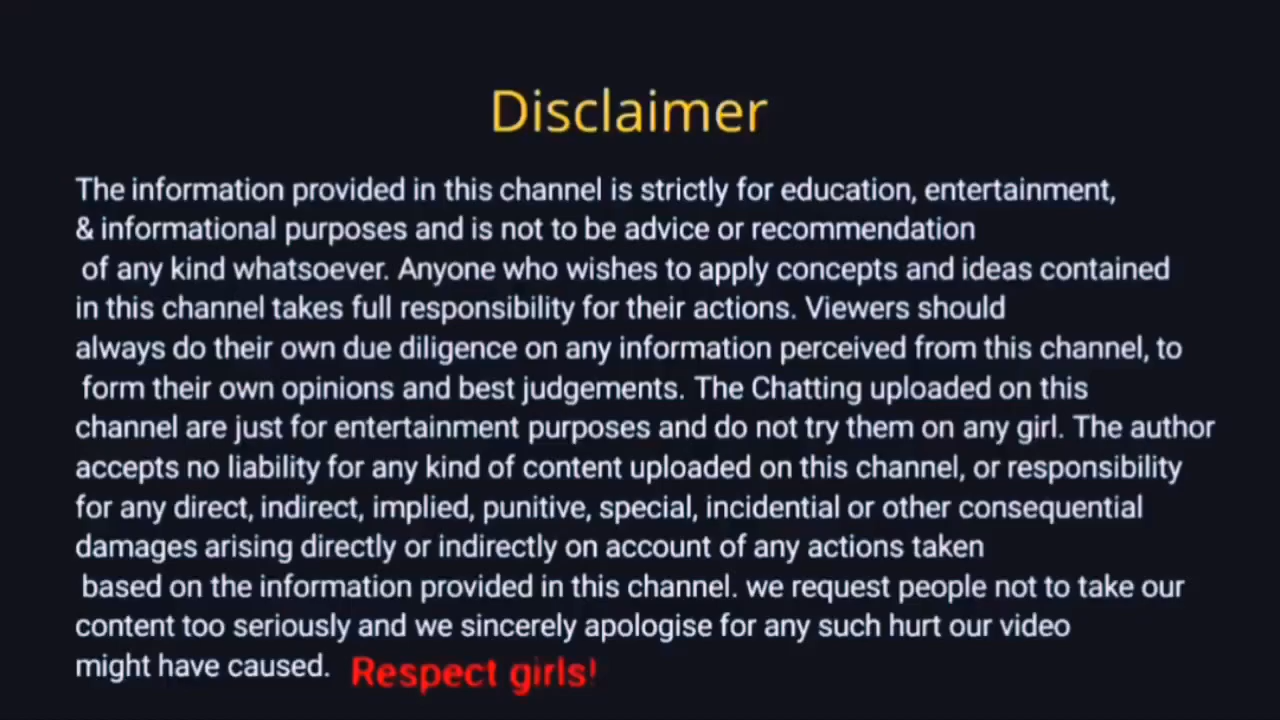 Disclaimer
The information provided in this channel is strictly for education, entertainment,
& informational purposes and is not to be advice or recommendation
of any kind whatsoever. Anyone who wishes to apply concepts and ideas contained
in this channel takes full responsibility for their actions. Viewers should
always do their own due diligence on any information perceived from this channel, to
form their own opinions and best judgements. The Chatting uploaded on this
channel are just for entertainment purposes and do not try them on any girl. The author
accepts no liability for any kind of content uploaded on this channel, or responsibility
for any direct, indirect, implied, punitive, special, incidential or other consequential
damages arising directly or indirectly on account of any actions taken
based on the information provided in this channel. we request people not to take our
content too seriously and we sincerely apologise for any such hurt our video
might have caused. Respect girls!